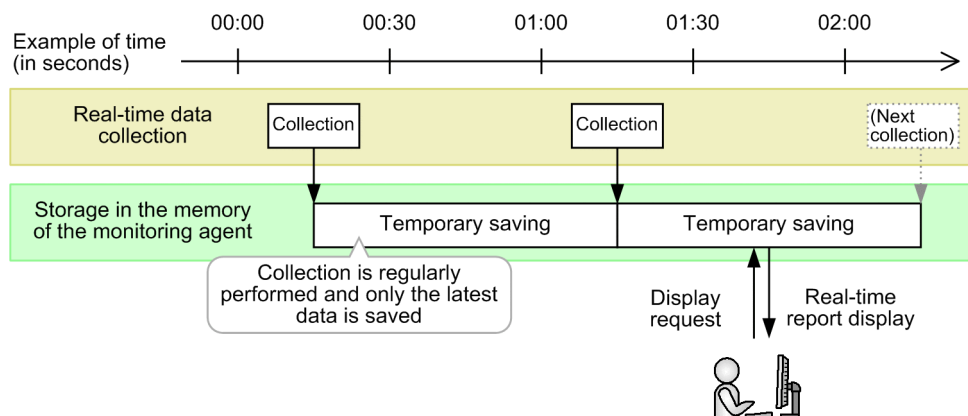 00:00 00:30 01:00 01:30 02:00
Example of time
(in seconds)
Real-time data
collection
Collection
Collection
(Next
collection)
Storage in the memory
of the monitoring agent
Temporary saving
Temporary saving
Collection is regularly
performed and only the latest
data is saved
Display
request
Real-time
report display